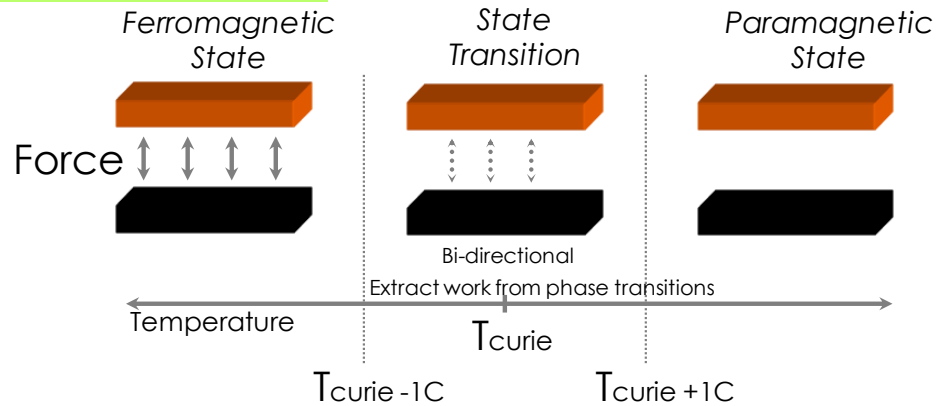 Ferromagnetic
State
State
Transition
Paramagnetic
State
Force
Bi-directional
Extract work from phase transitions
Temperature
Tcurie
Tcurie -1C
Tcurie +1C